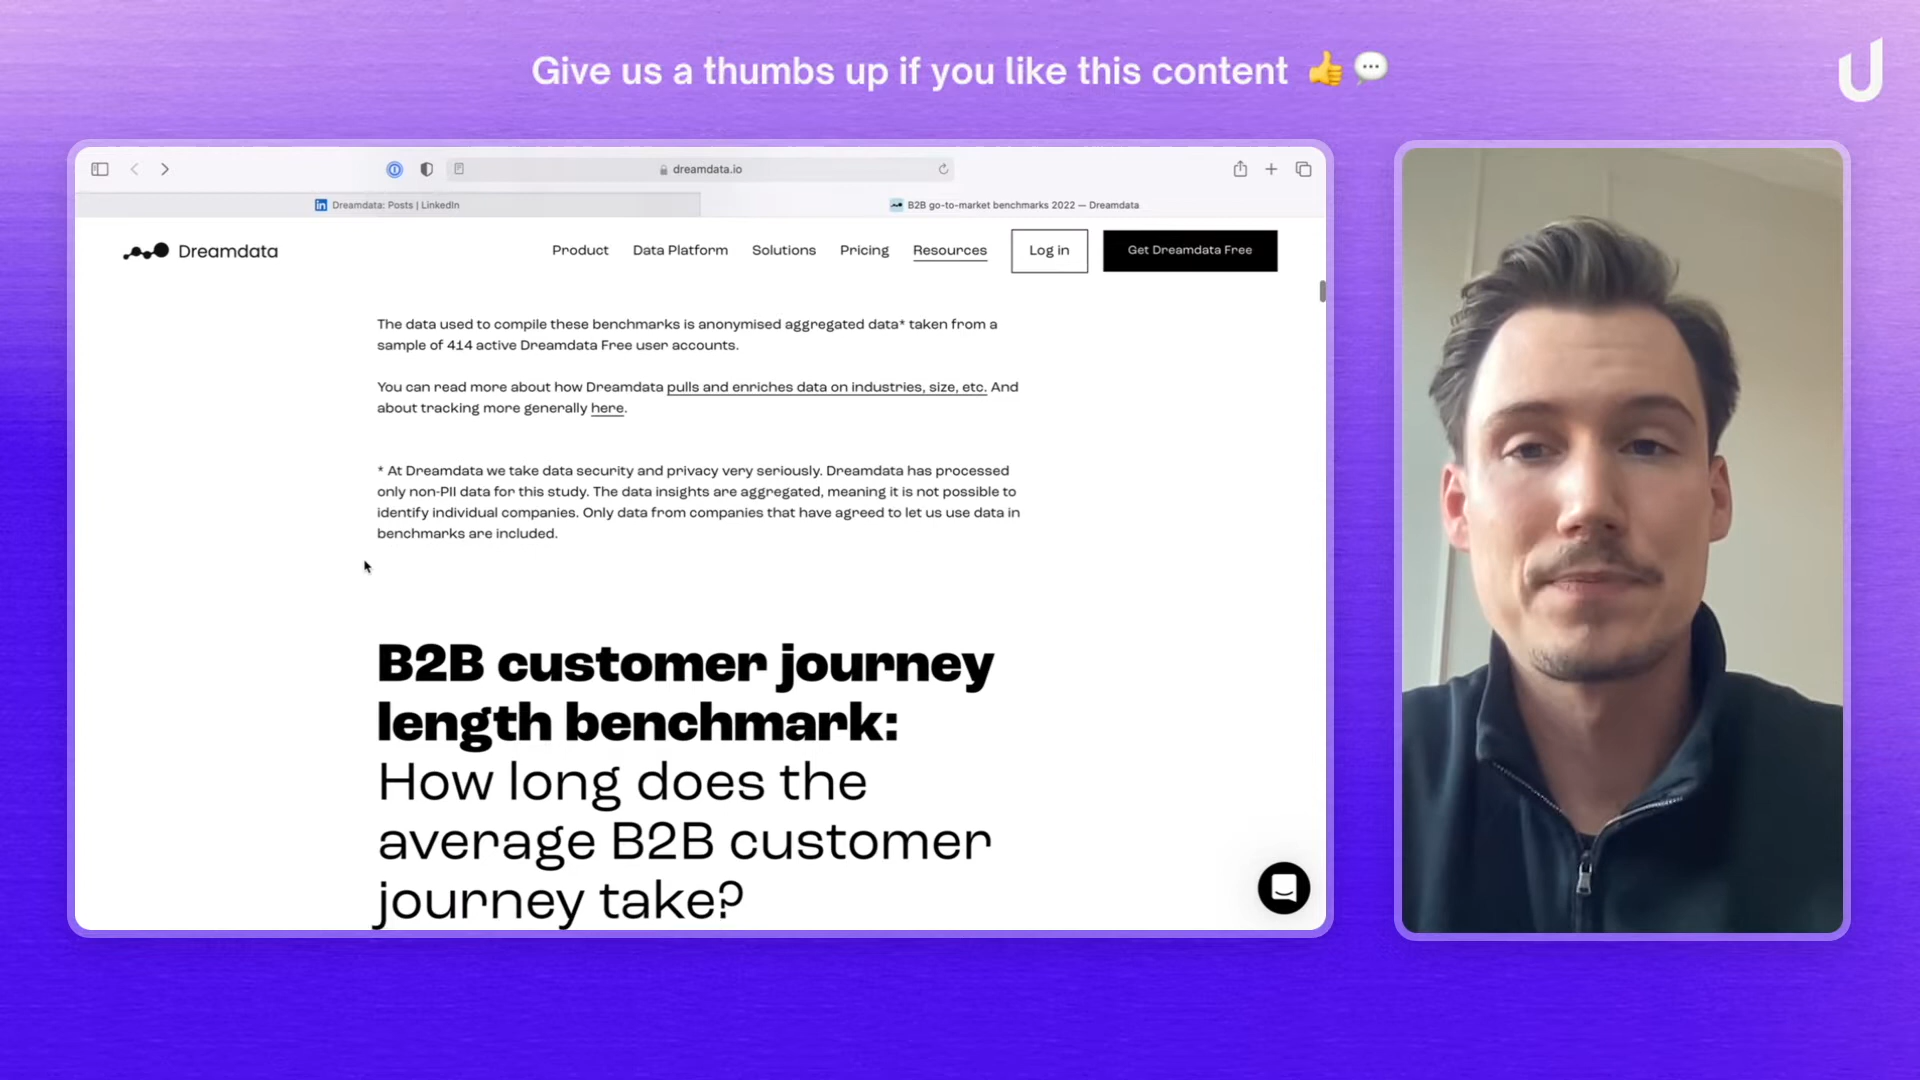 Give us a thumbs up if you like this content 👍💬
dreamdata.io
Dreamdata: Posts | LinkedIn
B2B go-to-market benchmarks 2022 — Dreamdata
Dreamdata
Product Data Platform Solutions Pricing Resources Log in Get Dreamdata Free
The data used to compile these benchmarks is anonymised aggregated data* taken from a
sample of 414 active Dreamdata Free user accounts.
You can read more about how Dreamdata pulls and enriches data on industries, size, etc. And
about tracking more generally here.
* At Dreamdata we take data security and privacy very seriously. Dreamdata has processed
only non-PII data for this study. The data insights are aggregated, meaning it is not possible to
identify individual companies. Only data from companies that have agreed to let us use data in
benchmarks are included.
B2B customer journey
length benchmark:
How long does the
average B2B customer
journey take?